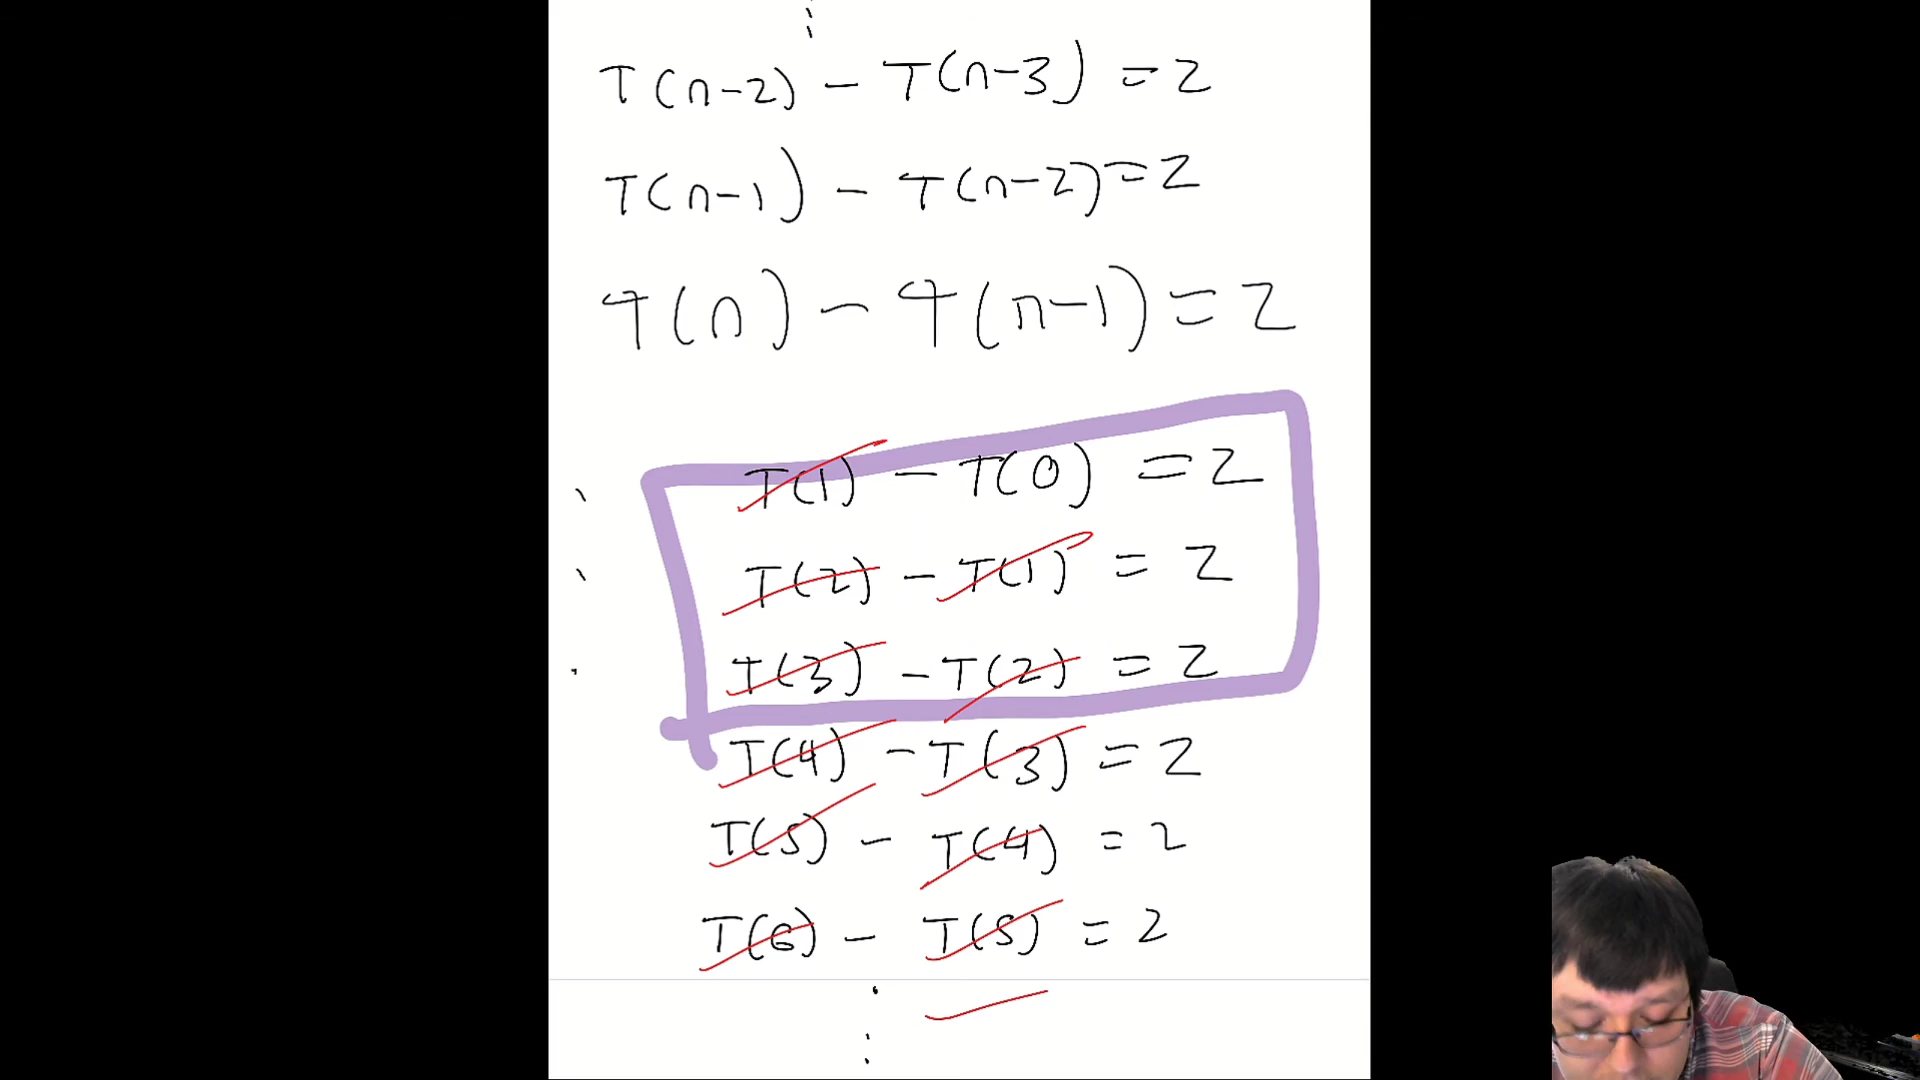 ⋮
T(n-2) - T(n-3) = 2
T(n-1) - T(n-2) = 2
T(n) - T(n-1) = 2
T(1) - T(0) = 2
T(2) - T(1) = 2
T(3) - T(2) = 2
T(4) - T(3) = 2
T(5) - T(4) = 2
T(6) - T(5) = 2
⋮